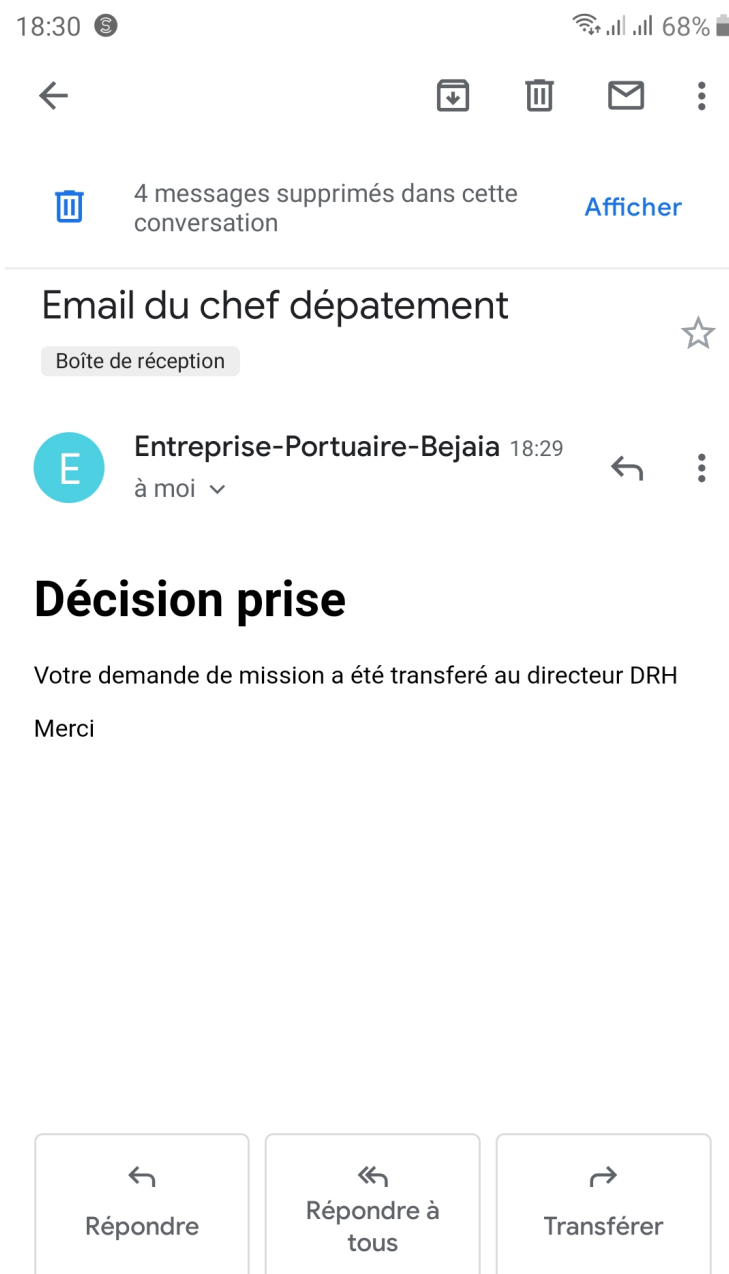 18:30 S 68%
4 messages supprimés dans cette
conversation
Afficher
Email du chef dépatement
Boîte de réception
E
Entreprise-Portuaire-Bejaia 18:29
à moi
Décision prise
Votre demande de mission a été transferé au directeur DRH
Merci
Répondre
Répondre à
tous
Transférer